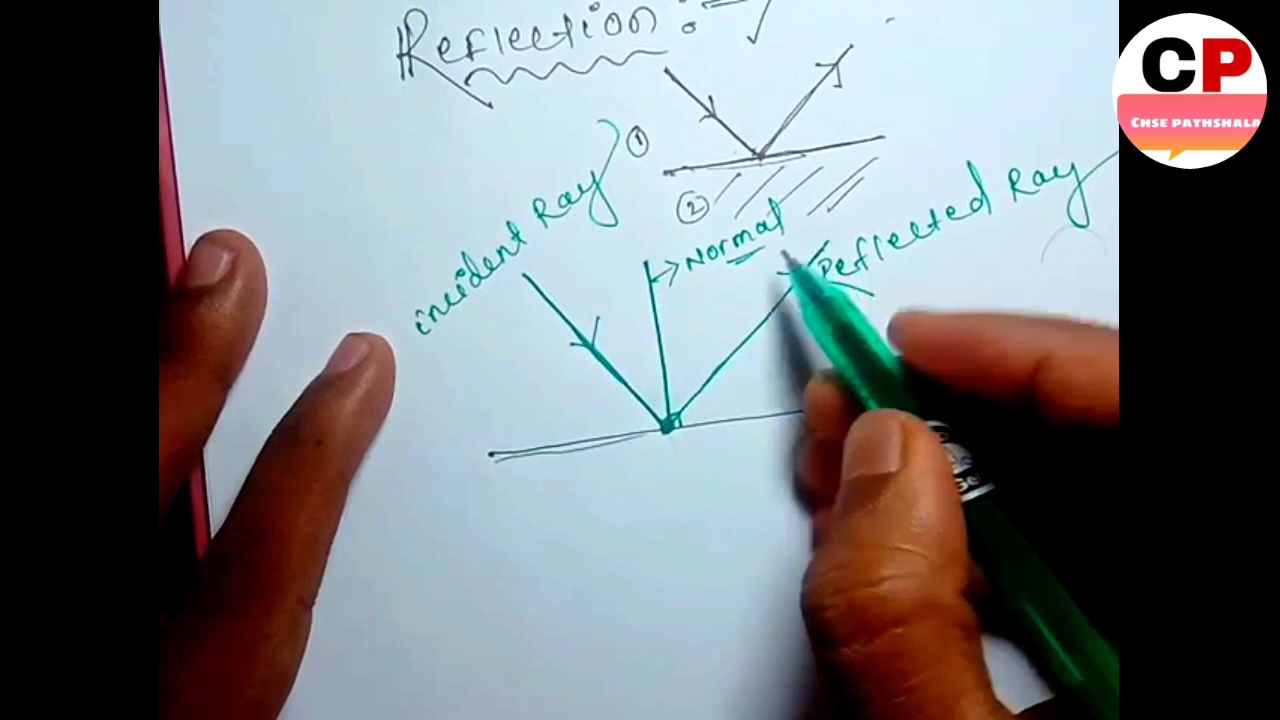 Reflection :
CP
CHSE PATHSHALA
①
②
incident Ray
Normal
Reflected Ray